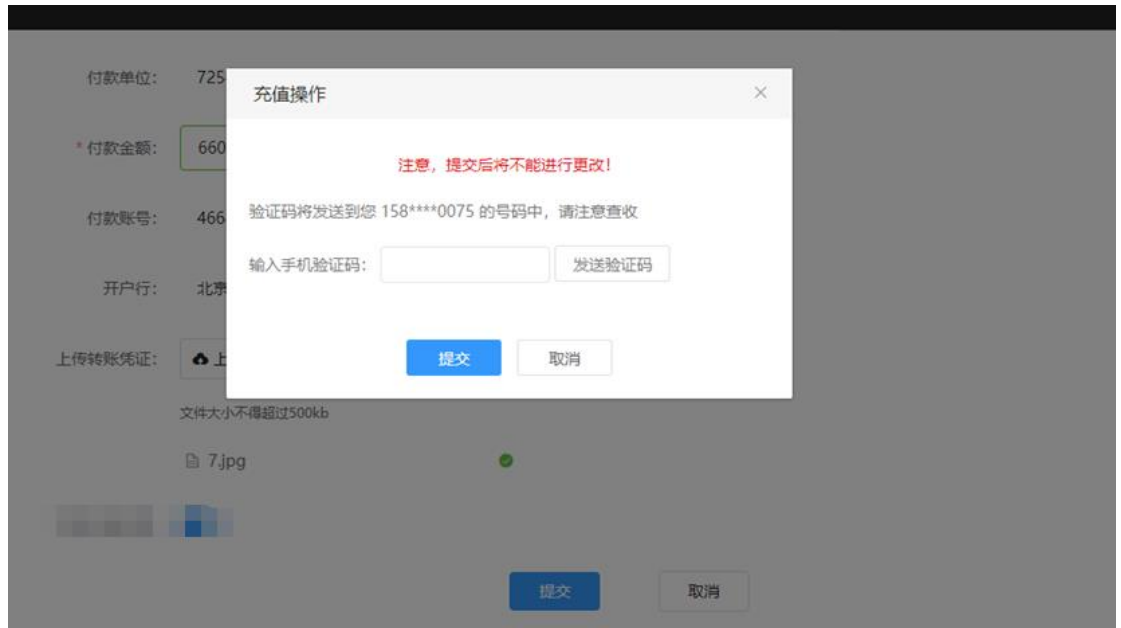 付款单位： 725
充值操作
*付款金额： 660
注意，提交后将不能进行更改！
付款账号： 466
验证码将发送到您 158****0075 的号码中，请注意查收
输入手机验证码： 发送验证码
开户行： 北京
上传转账凭证： 上
提交 取消
文件大小不得超过500kb
7.jpg
提交 取消